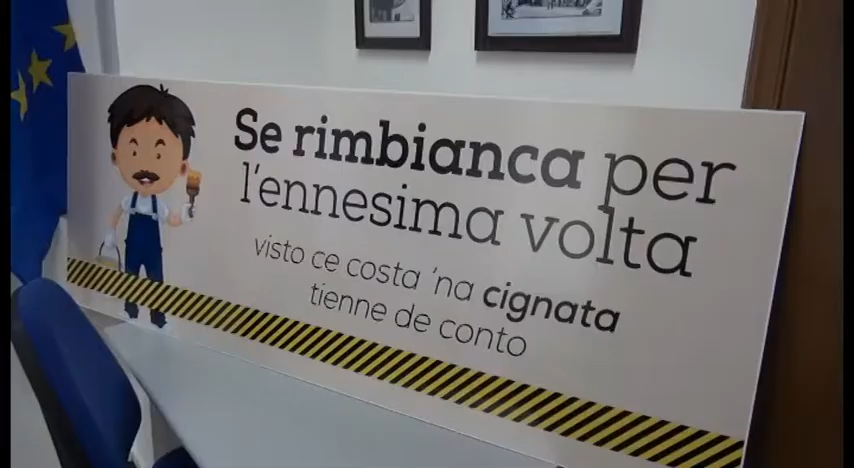 Se rimbianca per
l'ennesima volta
visto ce costa 'na cignata
tienne de conto